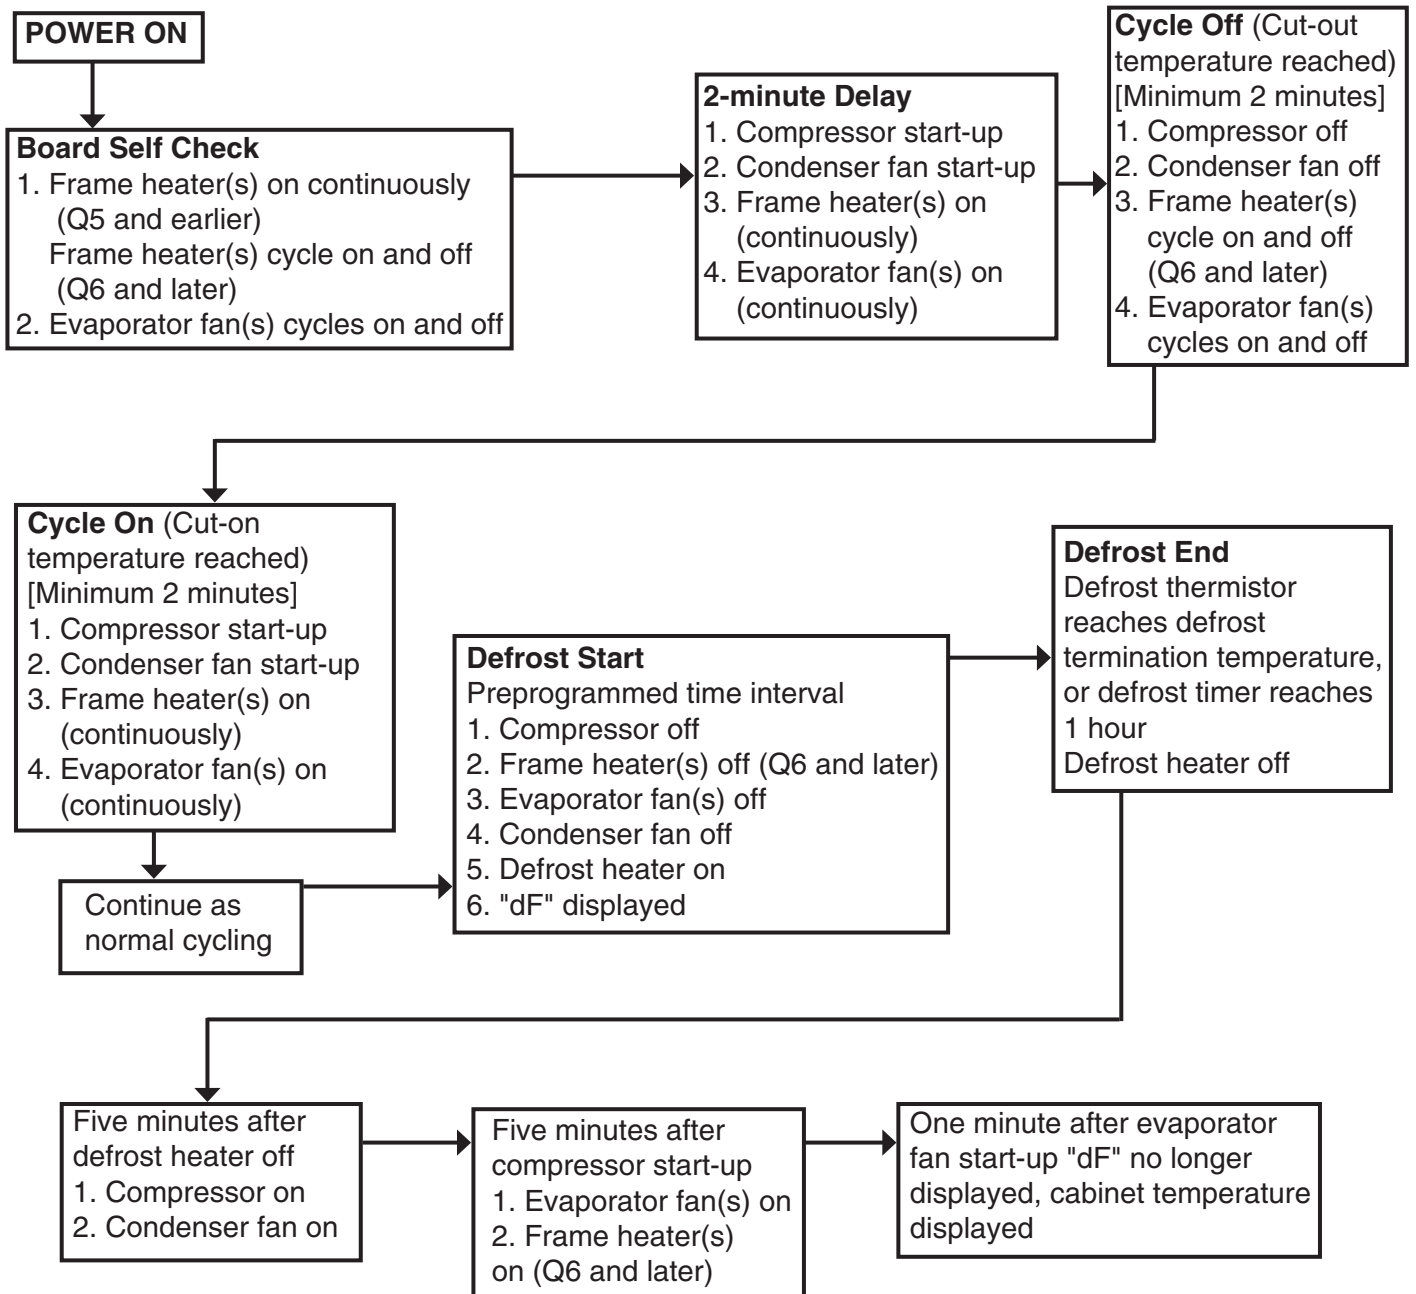 POWER ON
Board Self Check
1. Frame heater(s) on continuously
(Q5 and earlier)
Frame heater(s) cycle on and off
(Q6 and later)
2. Evaporator fan(s) cycles on and off
2-minute Delay
1. Compressor start-up
2. Condenser fan start-up
3. Frame heater(s) on
(continuously)
4. Evaporator fan(s) on
(continuously)
Cycle Off (Cut-out
temperature reached)
[Minimum 2 minutes]
1. Compressor off
2. Condenser fan off
3. Frame heater(s)
cycle on and off
(Q6 and later)
4. Evaporator fan(s)
cycles on and off
Cycle On (Cut-on
temperature reached)
[Minimum 2 minutes]
1. Compressor start-up
2. Condenser fan start-up
3. Frame heater(s) on
(continuously)
4. Evaporator fan(s) on
(continuously)
Continue as
normal cycling
Defrost Start
Preprogrammed time interval
1. Compressor off
2. Frame heater(s) off (Q6 and later)
3. Evaporator fan(s) off
4. Condenser fan off
5. Defrost heater on
6. "dF" displayed
Defrost End
Defrost thermistor
reaches defrost
termination temperature,
or defrost timer reaches
1 hour
Defrost heater off
Five minutes after
defrost heater off
1. Compressor on
2. Condenser fan on
Five minutes after
compressor start-up
1. Evaporator fan(s) on
2. Frame heater(s)
on (Q6 and later)
One minute after evaporator
fan start-up "dF" no longer
displayed, cabinet temperature
displayed